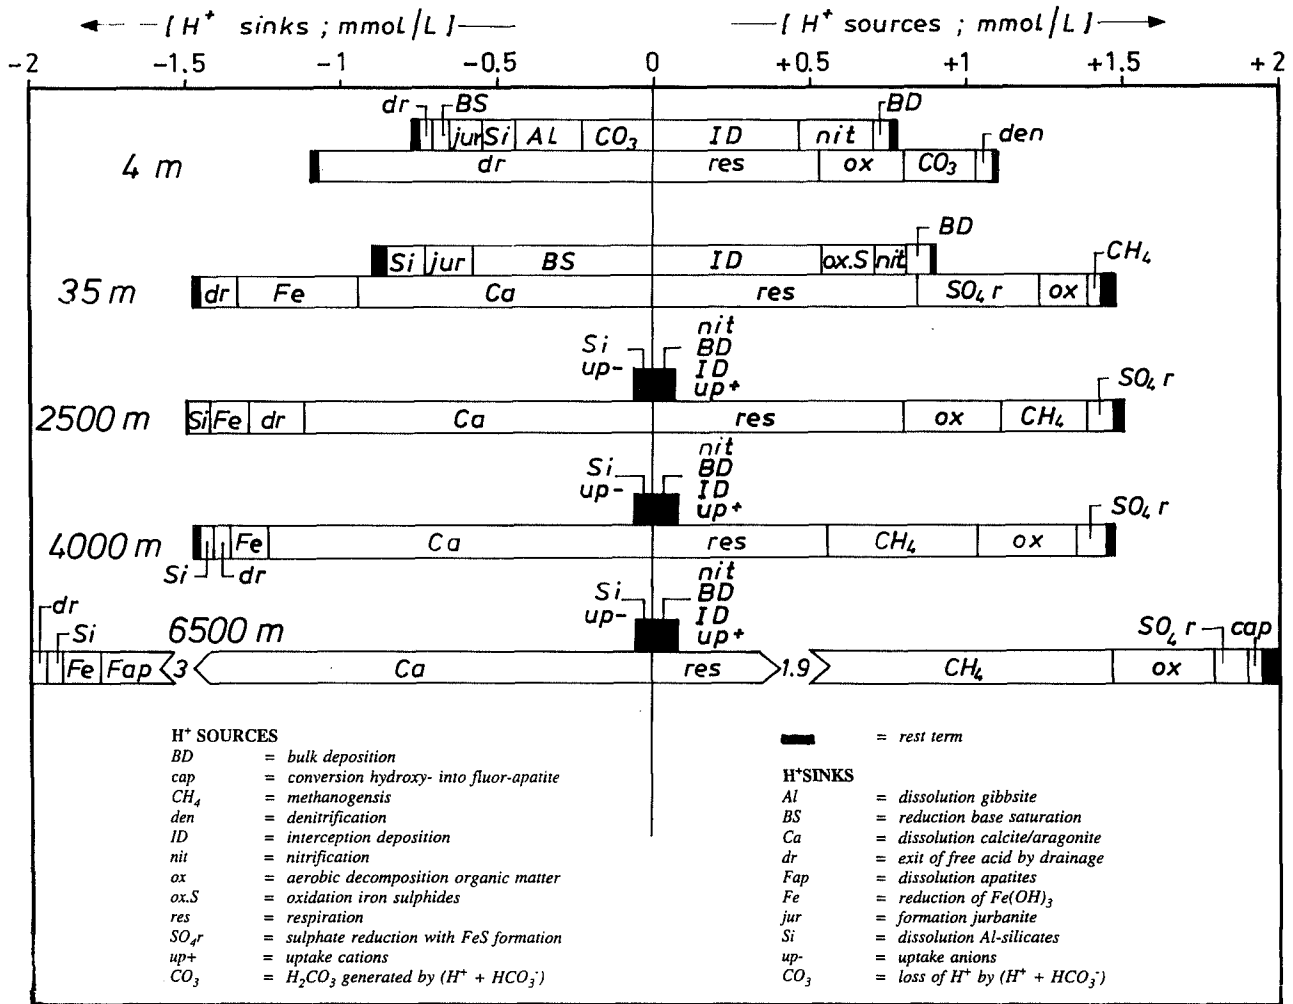 [ H+ sinks ; mmol/L ]
[ H+ sources ; mmol/L ]
-2 -1.5 -1 -0.5 0 +0.5 +1 +1.5 +2
dr BS BD den
jur Si Al CO3 ID nit
4 m
dr res ox CO3
BD
Si jur BS ID ox.S nit CH4
35 m
dr Fe Ca res SO4 r ox
nit
Si BD
up- ID
up+
SO4 r
2500 m
Si Fe dr Ca res ox CH4
nit
Si BD
up- ID
up+
SO4 r
4000 m
Fe Ca res CH4 ox
Si dr
nit
Si BD
up- ID
up+
dr
Si
6500 m
SO4 r cap
Fe Fap 3 Ca res 1.9 CH4 ox
H+ SOURCES
BD = bulk deposition
cap = conversion hydroxy- into fluor-apatite
CH4 = methanogensis
den = denitrification
ID = interception deposition
nit = nitrification
ox = aerobic decomposition organic matter
ox.S = oxidation iron sulphides
res = respiration
SO4r = sulphate reduction with FeS formation
up+ = uptake cations
CO3 = H2CO3 generated by (H+ + HCO3-)
= rest term
H+SINKS
Al = dissolution gibbsite
BS = reduction base saturation
Ca = dissolution calcite/aragonite
dr = exit of free acid by drainage
Fap = dissolution apatites
Fe = reduction of Fe(OH)3
jur = formation jurbanite
Si = dissolution Al-silicates
up- = uptake anions
CO3 = loss of H+ by (H+ + HCO3-)